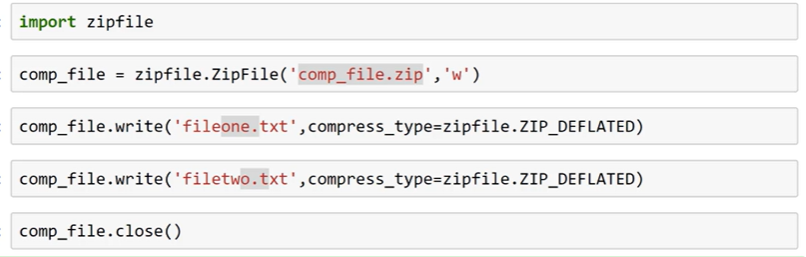 import zipfile
comp_file = zipfile.ZipFile('comp_file.zip','w')
comp_file.write('fileone.txt',compress_type=zipfile.ZIP_DEFLATED)
comp_file.write('filetwo.txt',compress_type=zipfile.ZIP_DEFLATED)
comp_file.close()